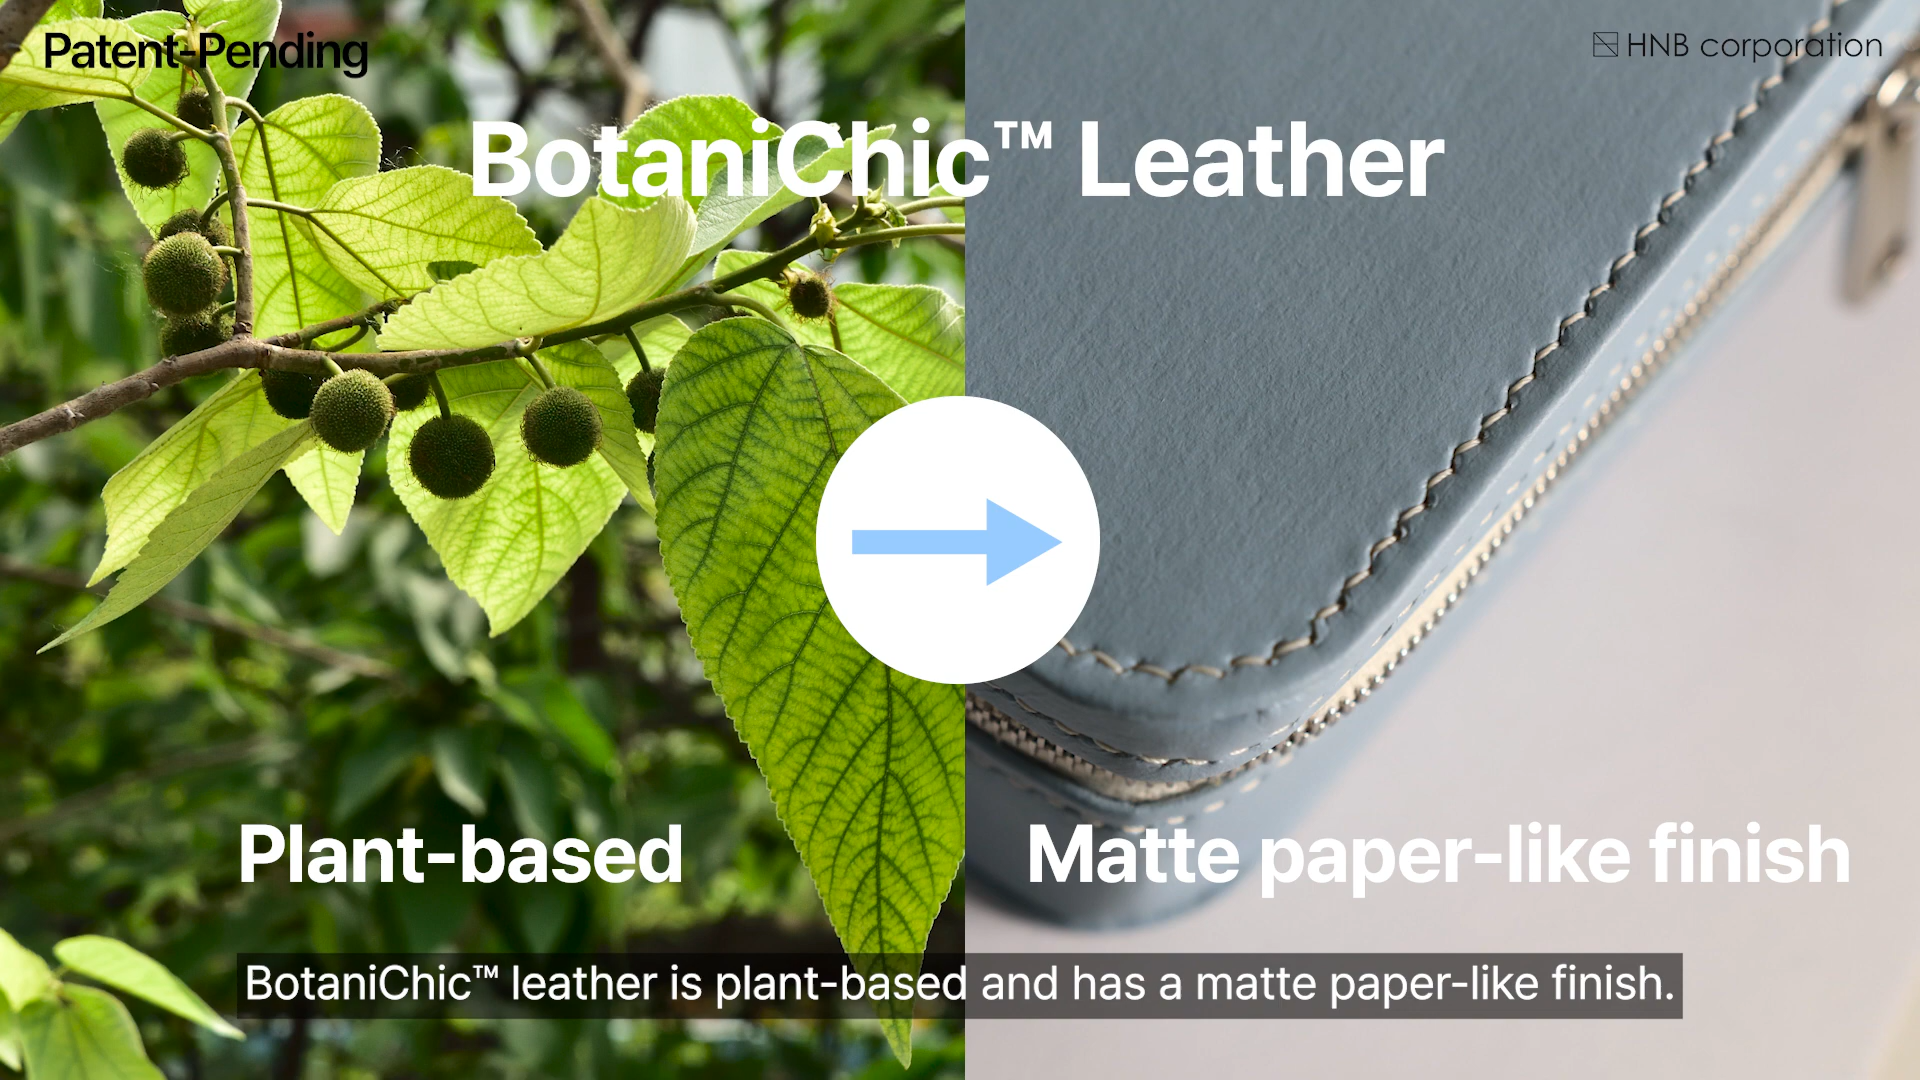 Patent-Pending
HNB corporation
BotaniChic™ Leather
Plant-based
Matte paper-like finish
BotaniChic™ leather is plant-based and has a matte paper-like finish.